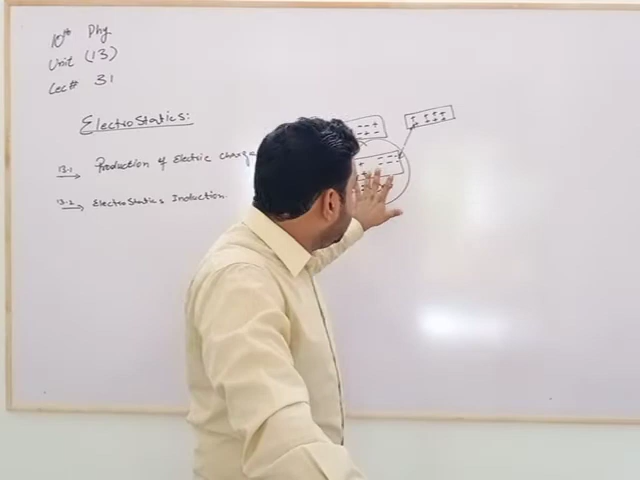 10th Phy
Unit (13)
Lec# 31
ElectroStatics:
13.1 Production of Electric charge
13.2 ElectroStatics Induction